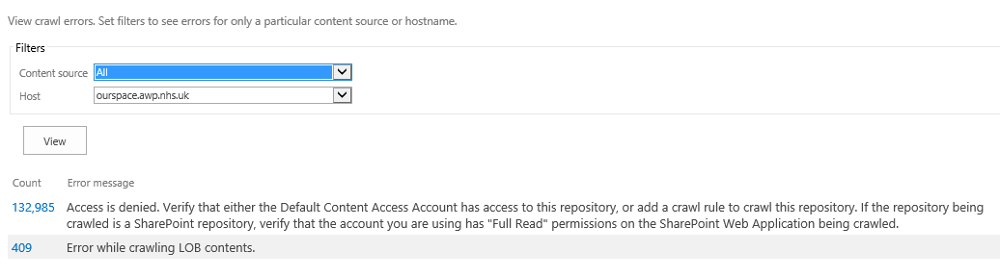 View crawl errors. Set filters to see errors for only a particular content source or hostname.
Filters
Content source All
Host ourspace.awp.nhs.uk
View
Count Error message
132,985 Access is denied. Verify that either the Default Content Access Account has access to this repository, or add a crawl rule to crawl this repository. If the repository being
crawled is a SharePoint repository, verify that the account you are using has "Full Read" permissions on the SharePoint Web Application being crawled.
409 Error while crawling LOB contents.